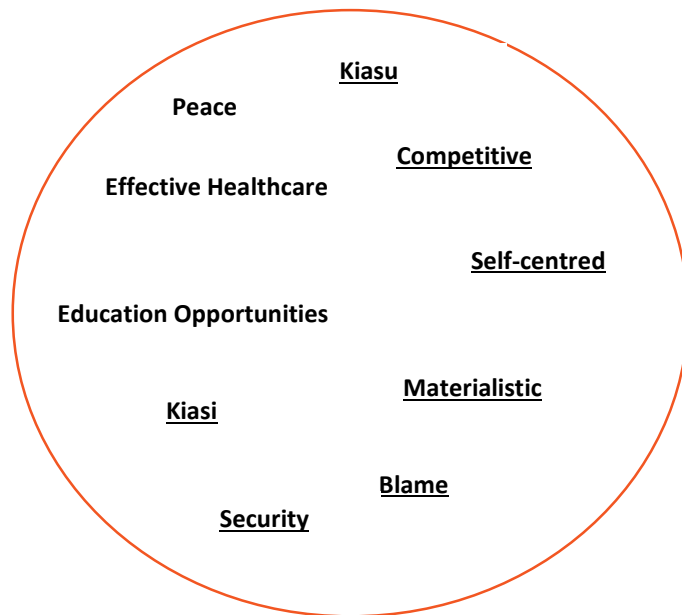 Kiasu
Peace
Competitive
Effective Healthcare
Self-centred
Education Opportunities
Materialistic
Kiasi
Blame
Security